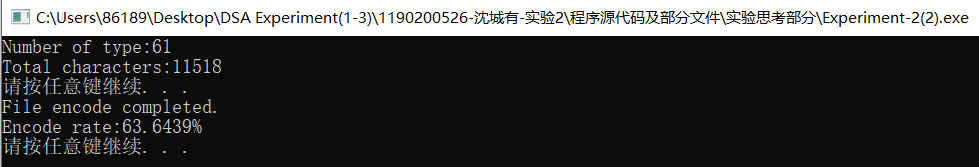 C:\Users\86189\Desktop\DSA Experiment(1-3)\1190200526-沈城有-实验2\程序源代码及部分文件\实验思考部分\Experiment-2(2).exe
Number of type:61
Total characters:11518
请按任意键继续. . .
File encode completed.
Encode rate:63.6439%
请按任意键继续. . .